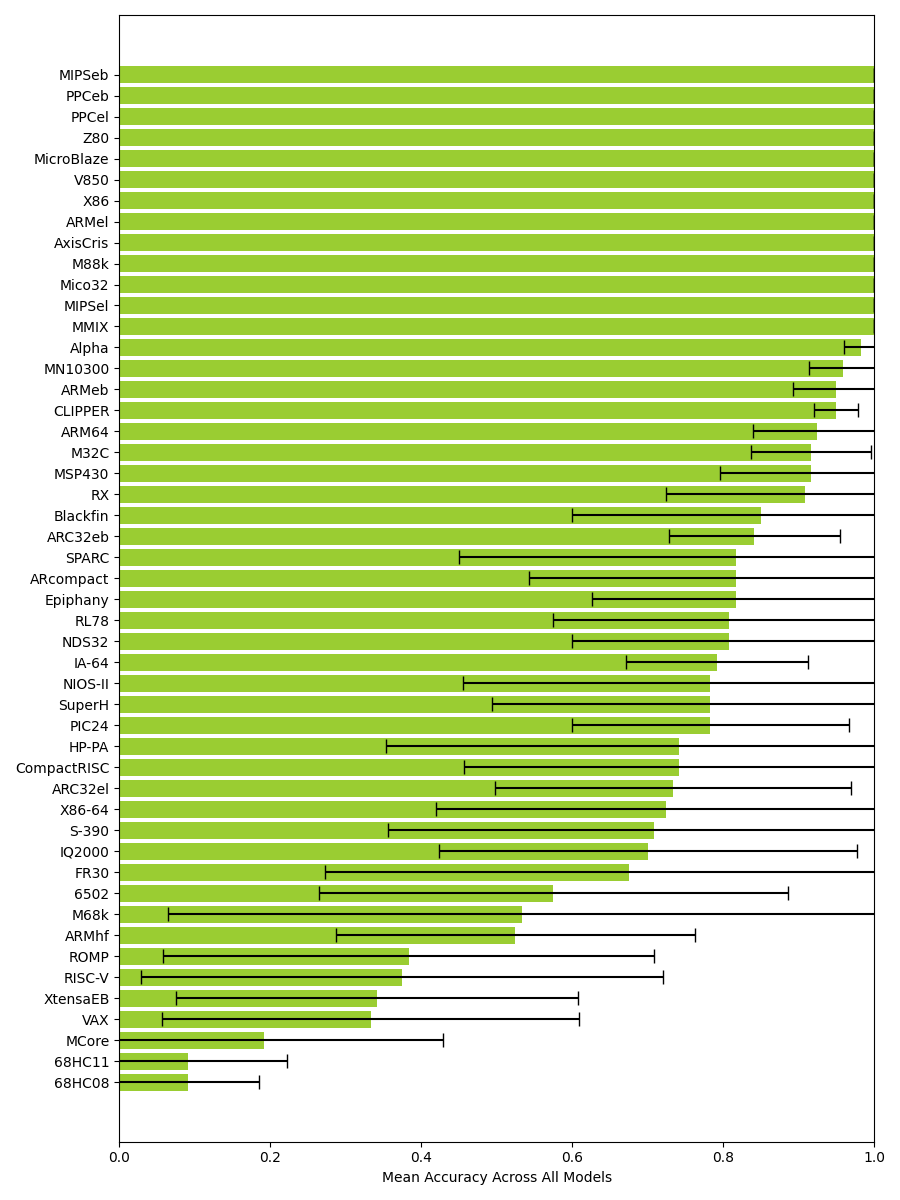 MIPSeb
PPCeb
PPCel
Z80
MicroBlaze
V850
X86
ARMel
AxisCris
M88k
Mico32
MIPSel
MMIX
Alpha
MN10300
ARMeb
CLIPPER
ARM64
M32C
MSP430
RX
Blackfin
ARC32eb
SPARC
ARcompact
Epiphany
RL78
NDS32
IA-64
NIOS-II
SuperH
PIC24
HP-PA
CompactRISC
ARC32el
X86-64
S-390
IQ2000
FR30
6502
M68k
ARMhf
ROMP
RISC-V
XtensaEB
VAX
MCore
68HC11
68HC08
0.0 0.2 0.4 0.6 0.8 1.0
Mean Accuracy Across All Models